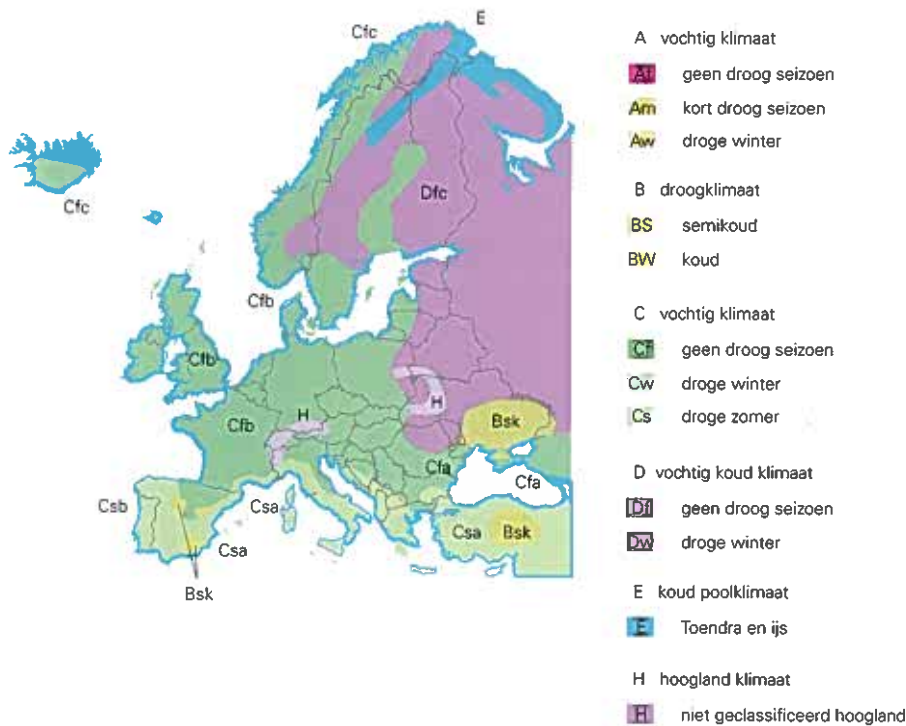 Cfc
E
Cfc
Dfc
Cfb
Cfb
Cfb
H
H
Bsk
Cfa
Cfa
Csb
Csa
Csa
Csa
Bsk
Bsk
A vochtig klimaat
Af geen droog seizoen
Am kort droog seizoen
Aw droge winter
B droogklimaat
BS semikoud
BW koud
C vochtig klimaat
Cf geen droog seizoen
Cw droge winter
Cs droge zomer
D vochtig koud klimaat
Df geen droog seizoen
Dw droge winter
E koud poolklimaat
E Toendra en ijs
H hoogland klimaat
H niet geclassificeerd hoogland